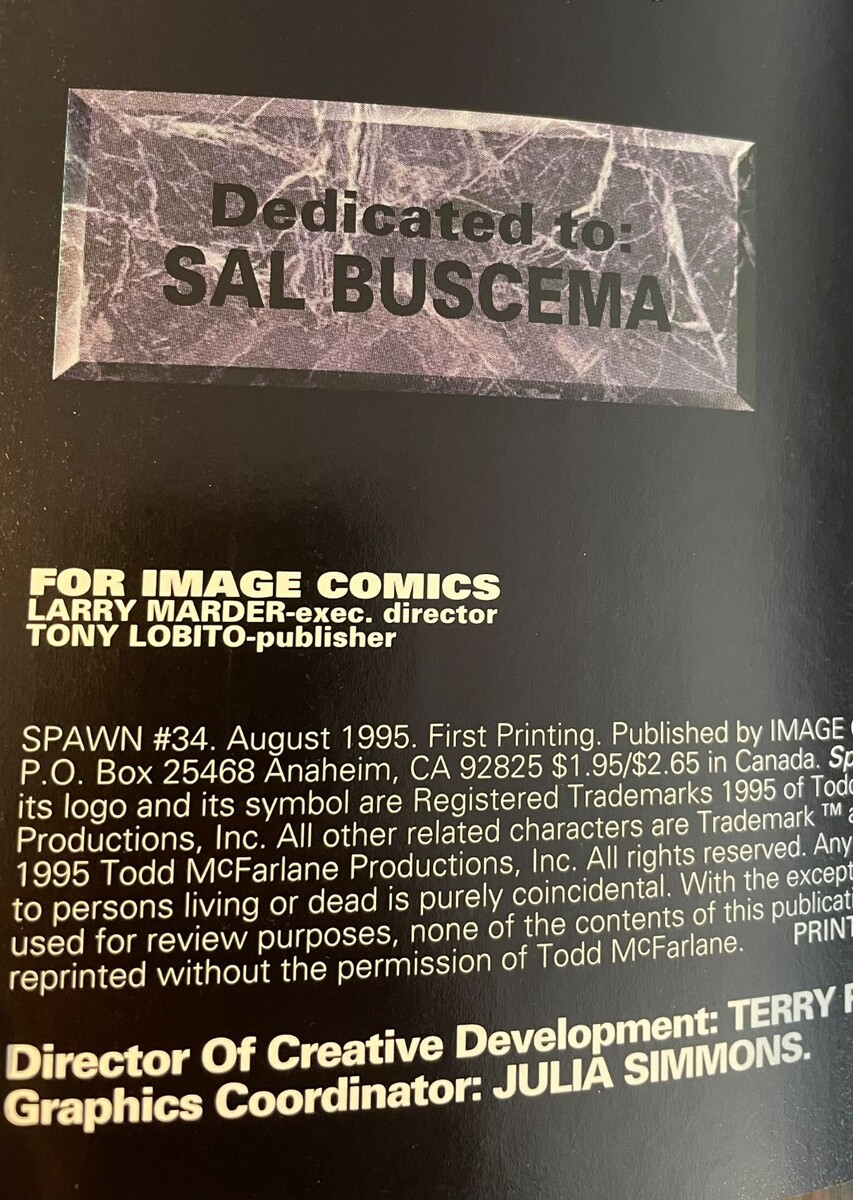 Dedicated to:
SAL BUSCEMA
FOR IMAGE COMICS
LARRY MARDER-exec. director
TONY LOBITO-publisher
SPAWN #34. August 1995. First Printing. Published by IMAGE
P.O. Box 25468 Anaheim, CA 92825 $1.95/$2.65 in Canada.
its logo and its symbol are Registered Trademarks 1995 of
Productions, Inc. All other related characters are Trademark ™
1995 Todd McFarlane Productions, Inc. All rights reserved. Any
to persons living or dead is purely coincidental. With the
used for review purposes, none of the contents of this
reprinted without the permission of Todd McFarlane.
Director Of Creative Development: TERRY
Graphics Coordinator: JULIA SIMMONS.